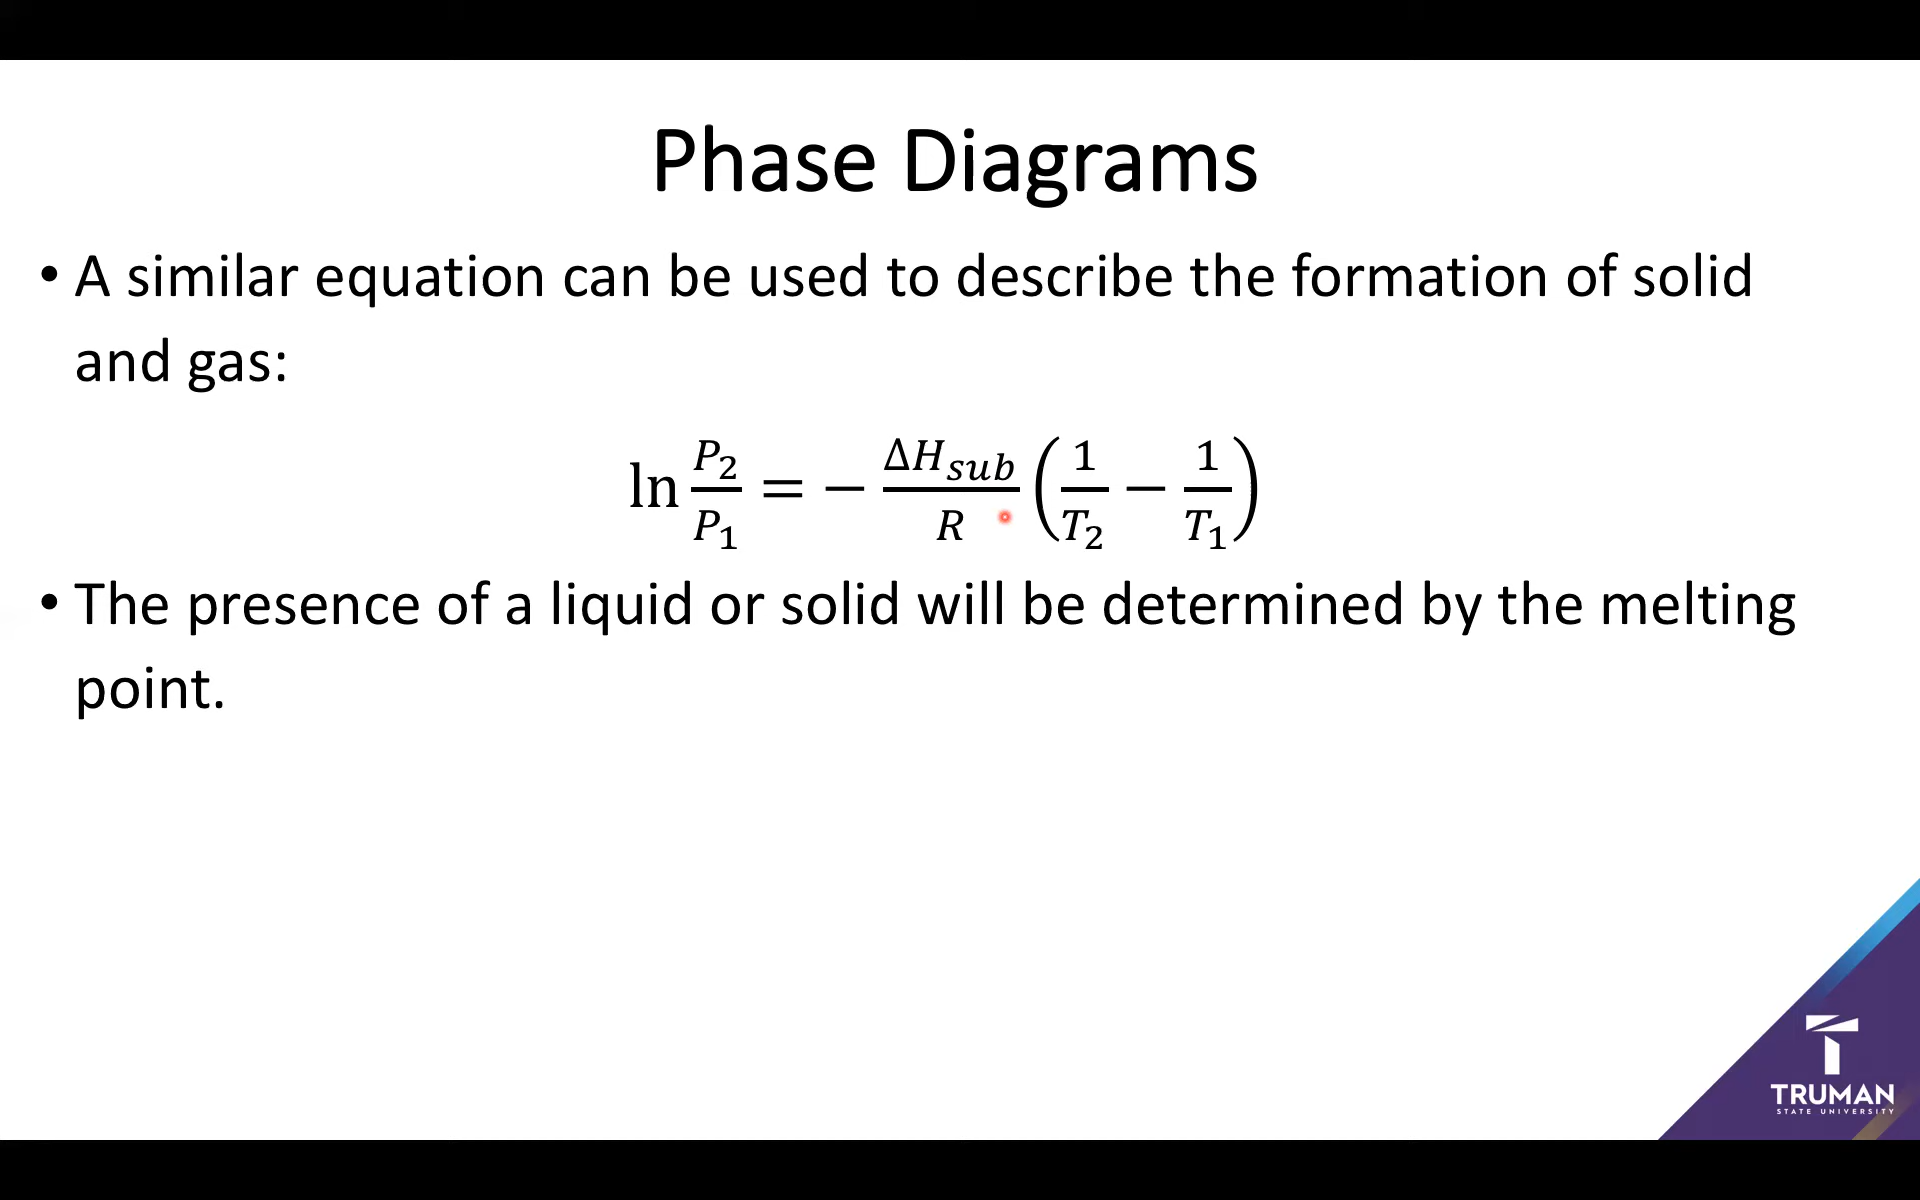 Phase Diagrams
• A similar equation can be used to describe the formation of solid
and gas:
ln P₂/P₁ = − ΔH_sub/R (1/T₂ − 1/T₁)
• The presence of a liquid or solid will be determined by the melting
point.
TRUMAN
STATE UNIVERSITY